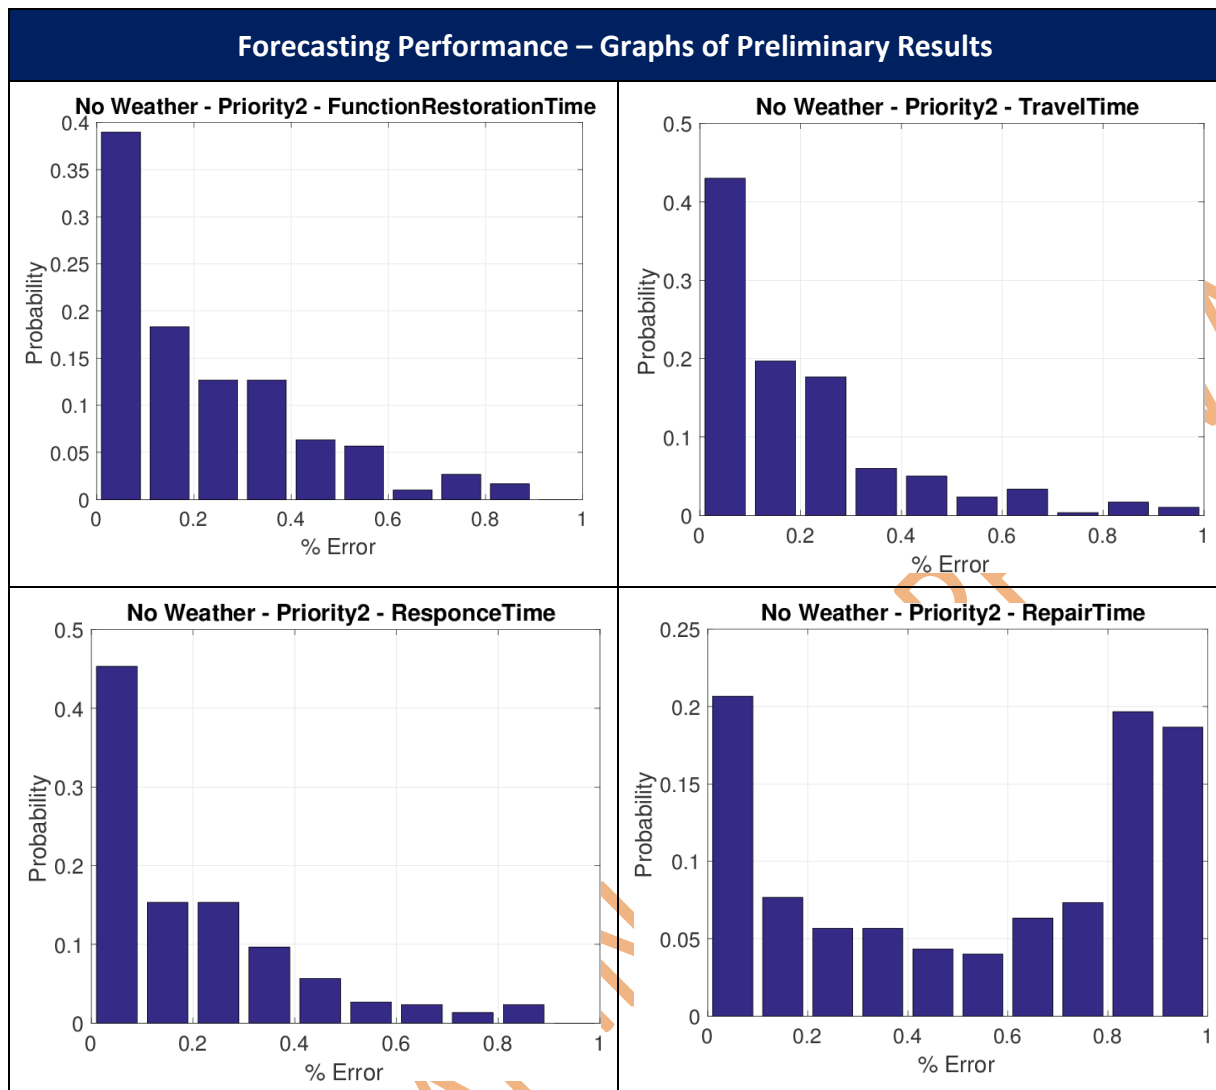 Forecasting Performance – Graphs of Preliminary Results
No Weather - Priority2 - FunctionRestorationTime
0.4
0.35
0.3
0.25
0.2
0.15
0.1
0.05
0
Probability
0 0.2 0.4 0.6 0.8 1
% Error
No Weather - Priority2 - TravelTime
0.5
0.4
0.3
0.2
0.1
0
Probability
0 0.2 0.4 0.6 0.8 1
% Error
No Weather - Priority2 - ResponceTime
0.5
0.4
0.3
0.2
0.1
0
Probability
0 0.2 0.4 0.6 0.8 1
% Error
No Weather - Priority2 - RepairTime
0.25
0.2
0.15
0.1
0.05
0
Probability
0 0.2 0.4 0.6 0.8 1
% Error